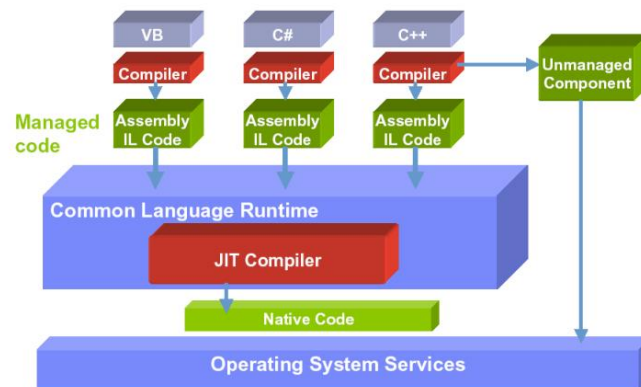 VB
C#
C++
Compiler
Compiler
Compiler
Unmanaged
Component
Managed
code
Assembly
IL Code
Assembly
IL Code
Assembly
IL Code
Common Language Runtime
JIT Compiler
Native Code
Operating System Services